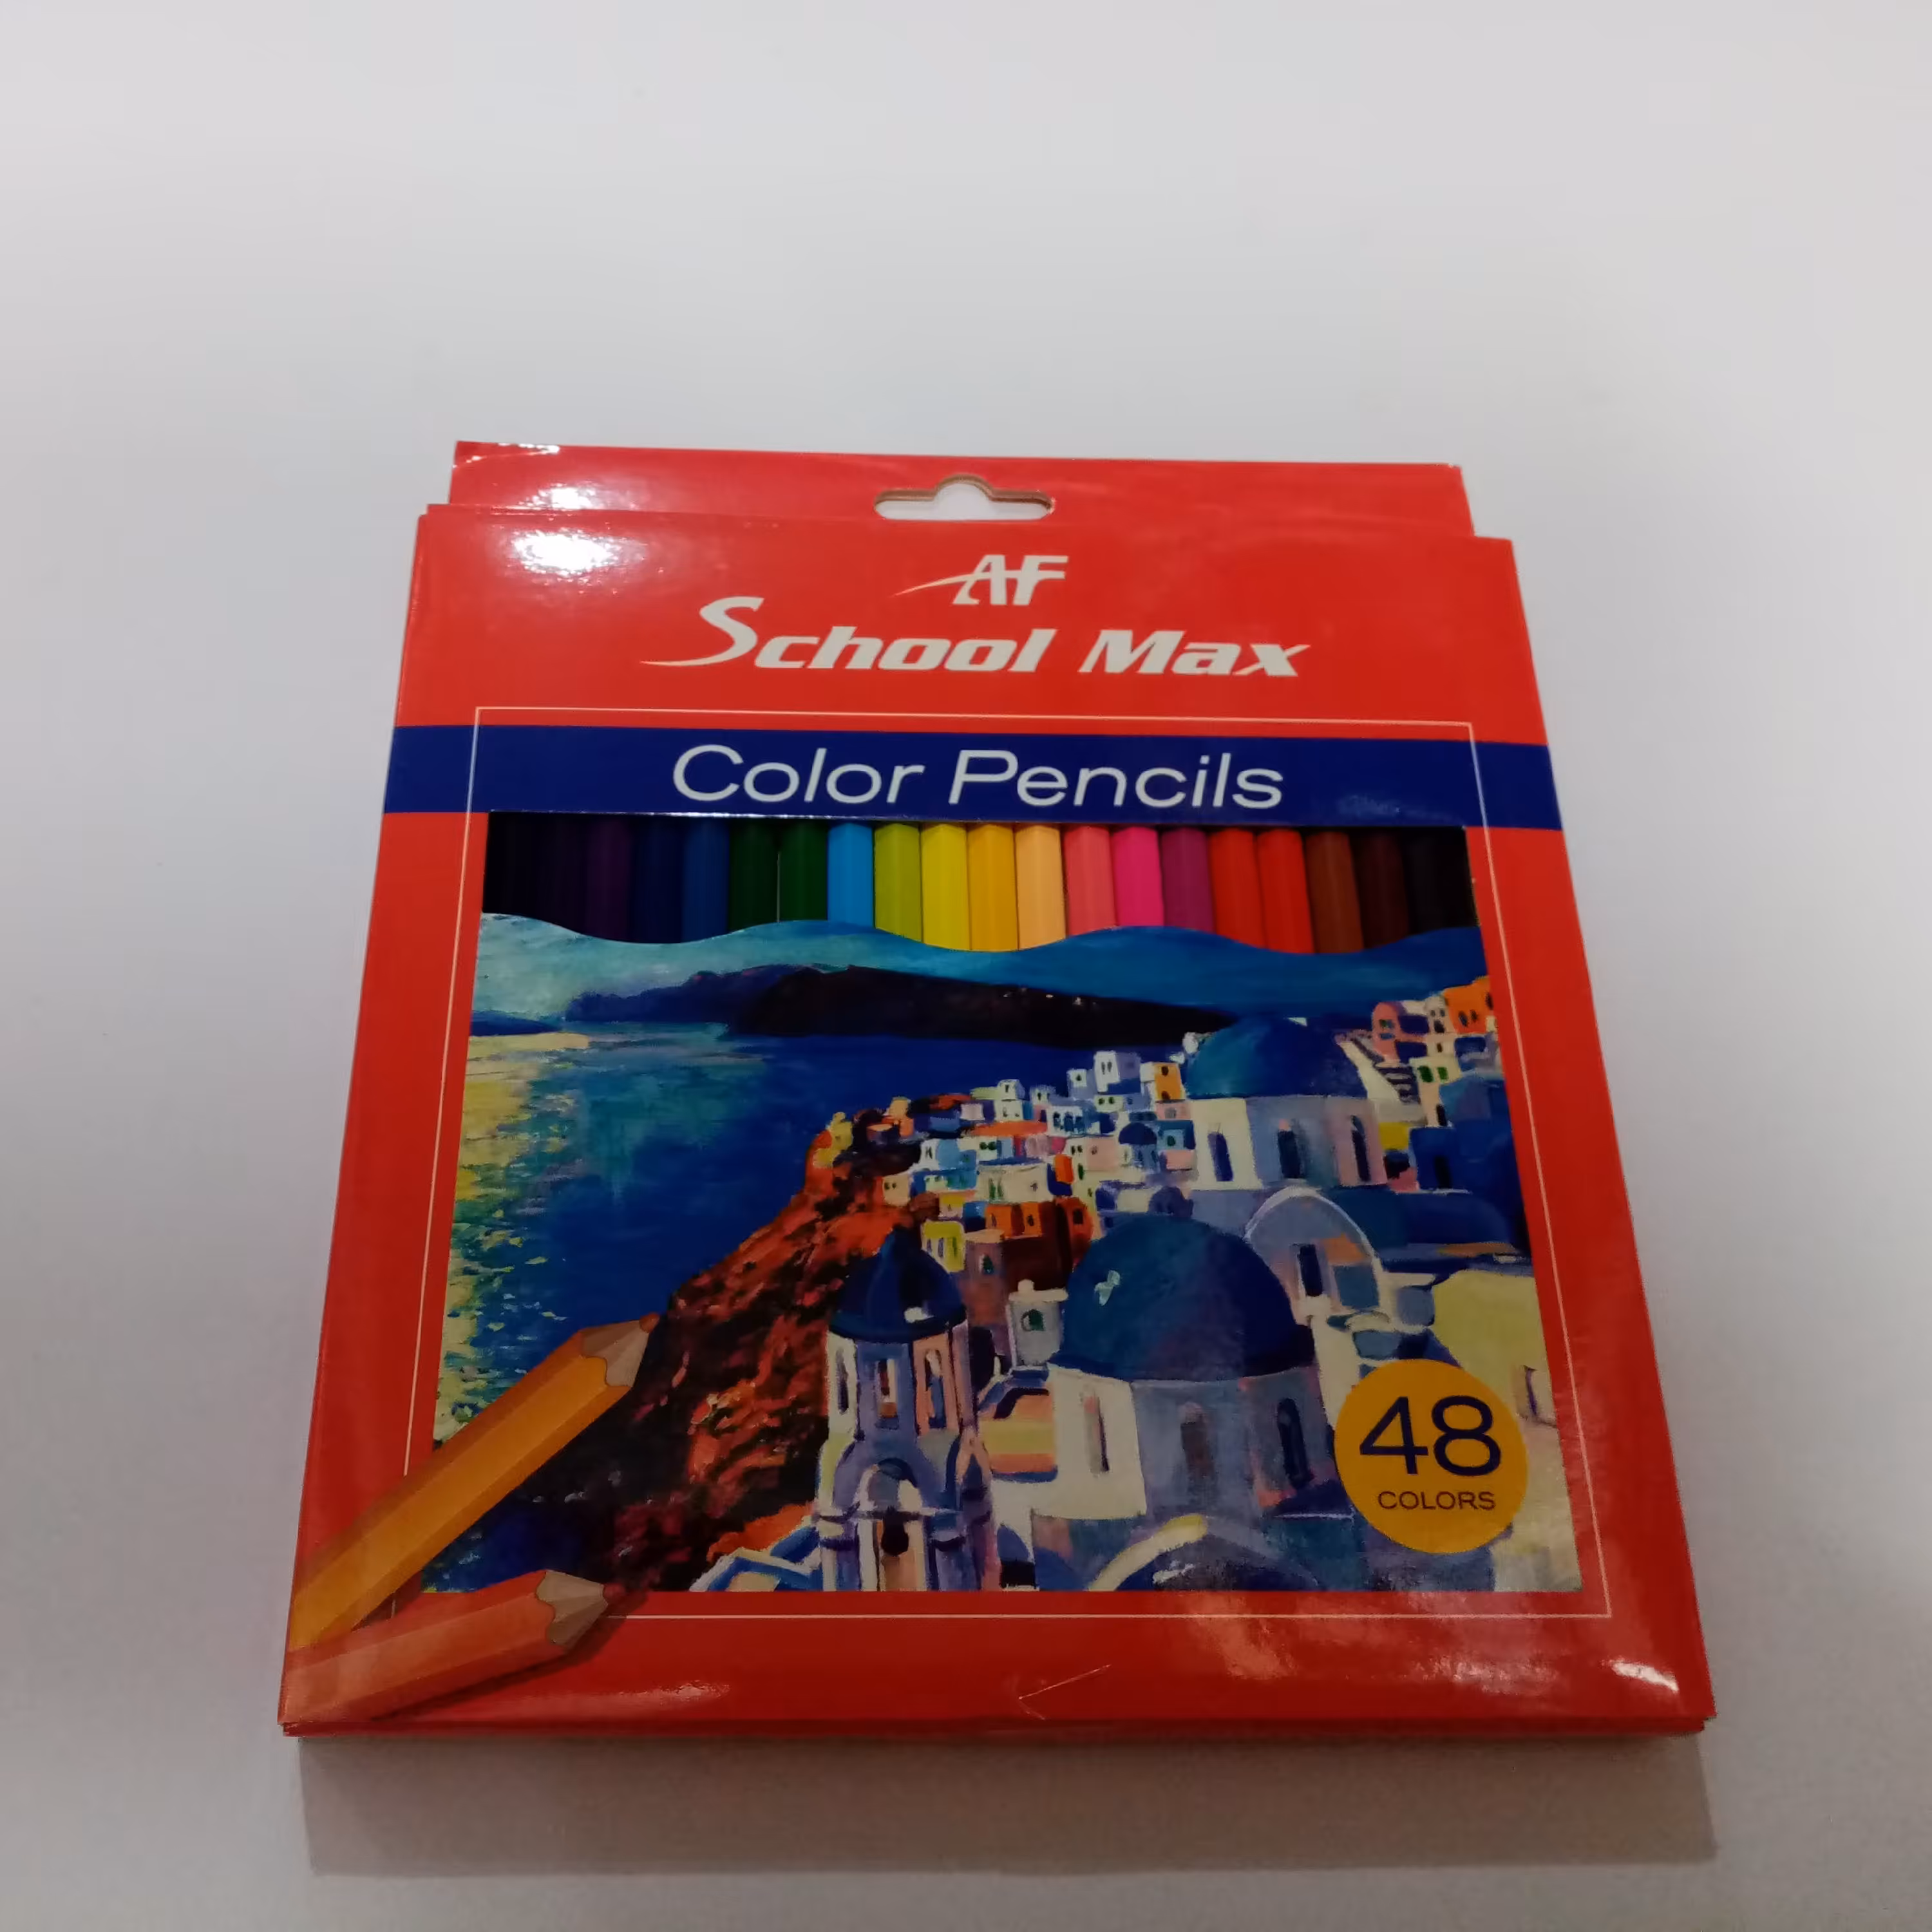 AF
School Max
Color Pencils
48
COLORS